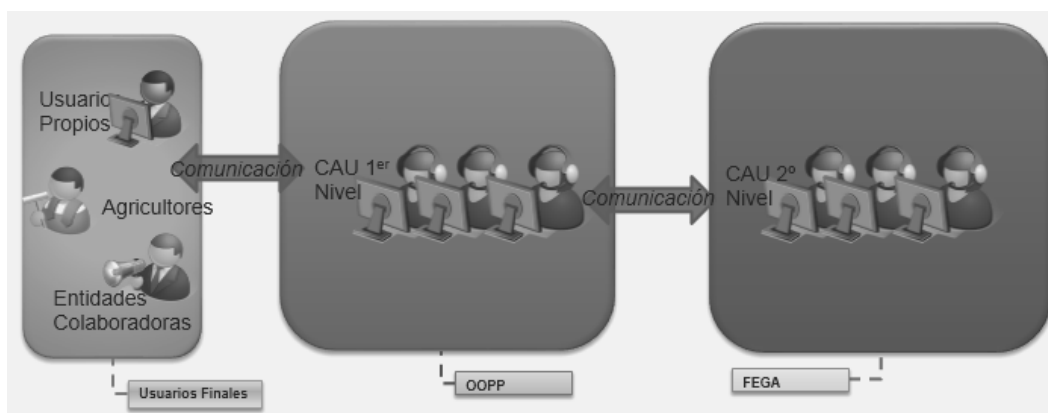 Usuarios
Propios
Comunicación
Agricultores
Entidades
Colaboradoras
CAU 1er
Nivel
Comunicación
CAU 2º
Nivel
Usuarios Finales
OOPP
FEGA